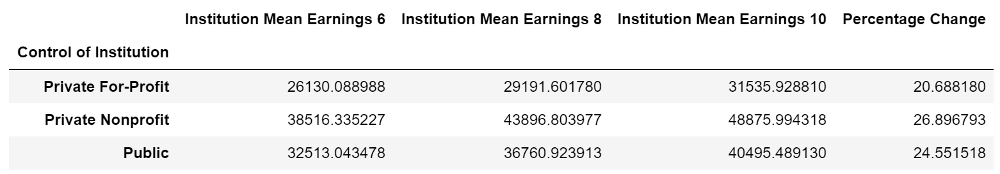 Institution Mean Earnings 6 Institution Mean Earnings 8 Institution Mean Earnings 10 Percentage Change
Control of Institution
Private For-Profit 26130.088988 29191.601780 31535.928810 20.688180
Private Nonprofit 38516.335227 43896.803977 48875.994318 26.896793
Public 32513.043478 36760.923913 40495.489130 24.551518